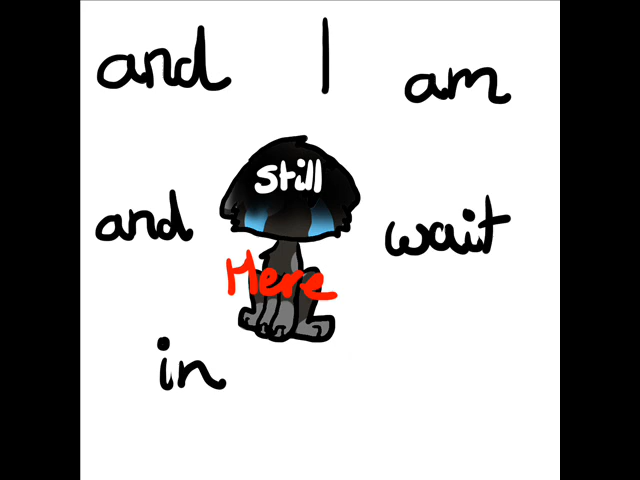 and I am
Still
and wait
Here
in